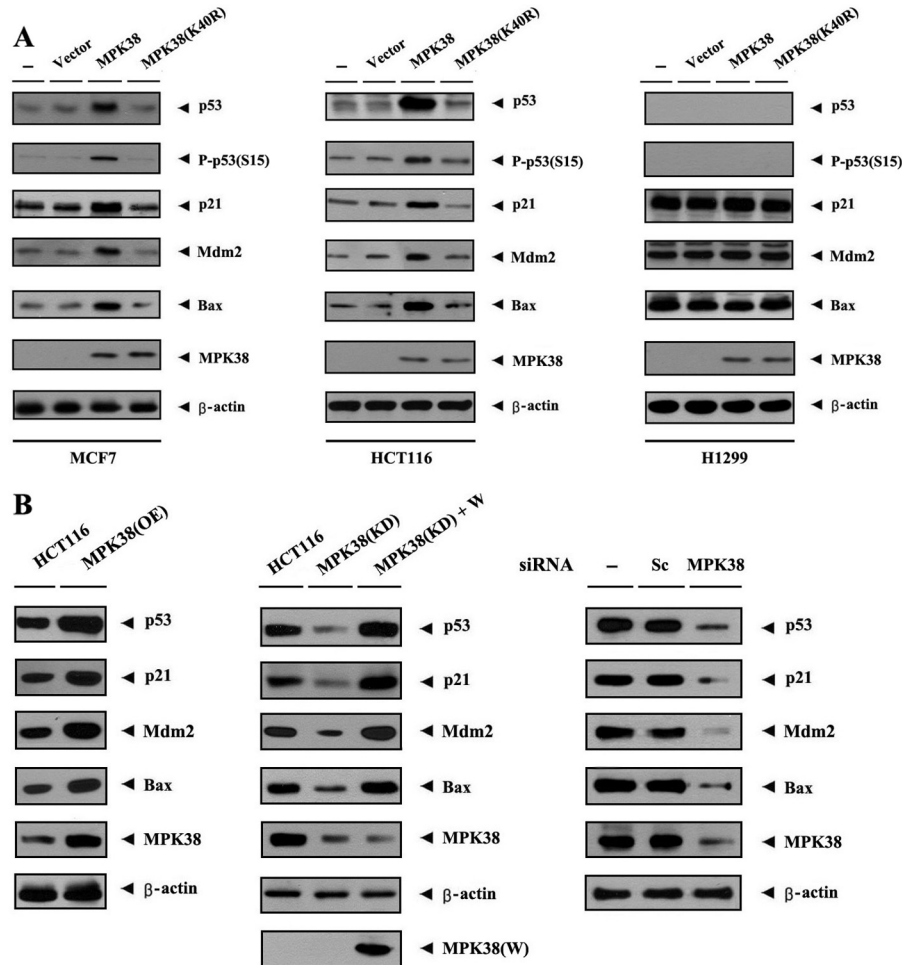 A
– Vector MPK38 MPK38(K40R)
◄ p53
◄ P-p53(S15)
◄ p21
◄ Mdm2
◄ Bax
◄ MPK38
◄ β-actin
MCF7
– Vector MPK38 MPK38(K40R)
◄ p53
◄ P-p53(S15)
◄ p21
◄ Mdm2
◄ Bax
◄ MPK38
◄ β-actin
HCT116
– Vector MPK38 MPK38(K40R)
◄ p53
◄ P-p53(S15)
◄ p21
◄ Mdm2
◄ Bax
◄ MPK38
◄ β-actin
H1299
B
HCT116 MPK38(OE)
◄ p53
◄ p21
◄ Mdm2
◄ Bax
◄ MPK38
◄ β-actin
HCT116 MPK38(KD) MPK38(KD) + W
◄ p53
◄ p21
◄ Mdm2
◄ Bax
◄ MPK38
◄ β-actin
◄ MPK38(W)
siRNA – Sc MPK38
◄ p53
◄ p21
◄ Mdm2
◄ Bax
◄ MPK38
◄ β-actin